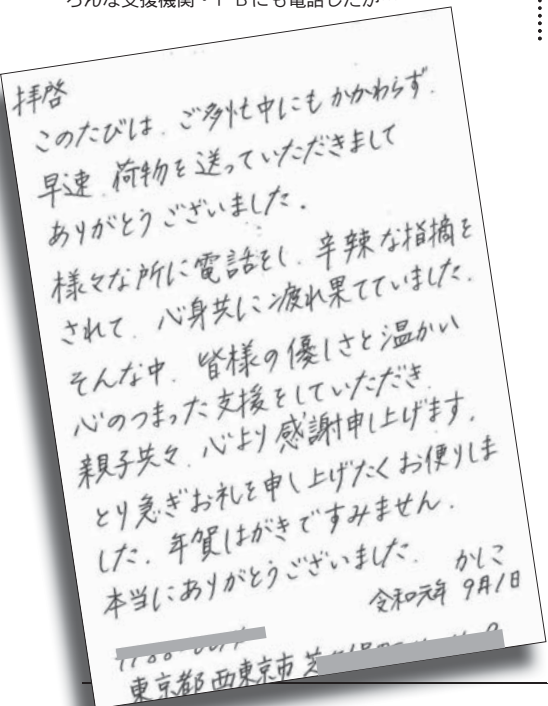 ろんな支援機関・FBにも電話したが
拝啓
このたびは、ご多忙中にもかかわらず、
早速、荷物を送っていただきまして
ありがとうございました。
様々な所に電話をし、辛辣な指摘を
されて、心身共に疲れ果てていました。
そんな中、皆様の優しさと温かい
心のつまった支援をしていただき
親子共々、心より感謝申し上げます。
とり急ぎお礼を申し上げたくお便りしま
した。年賀はがきですみません。
本当にありがとうございました。 かしこ
令和元年 9月1日
東京都西東京市